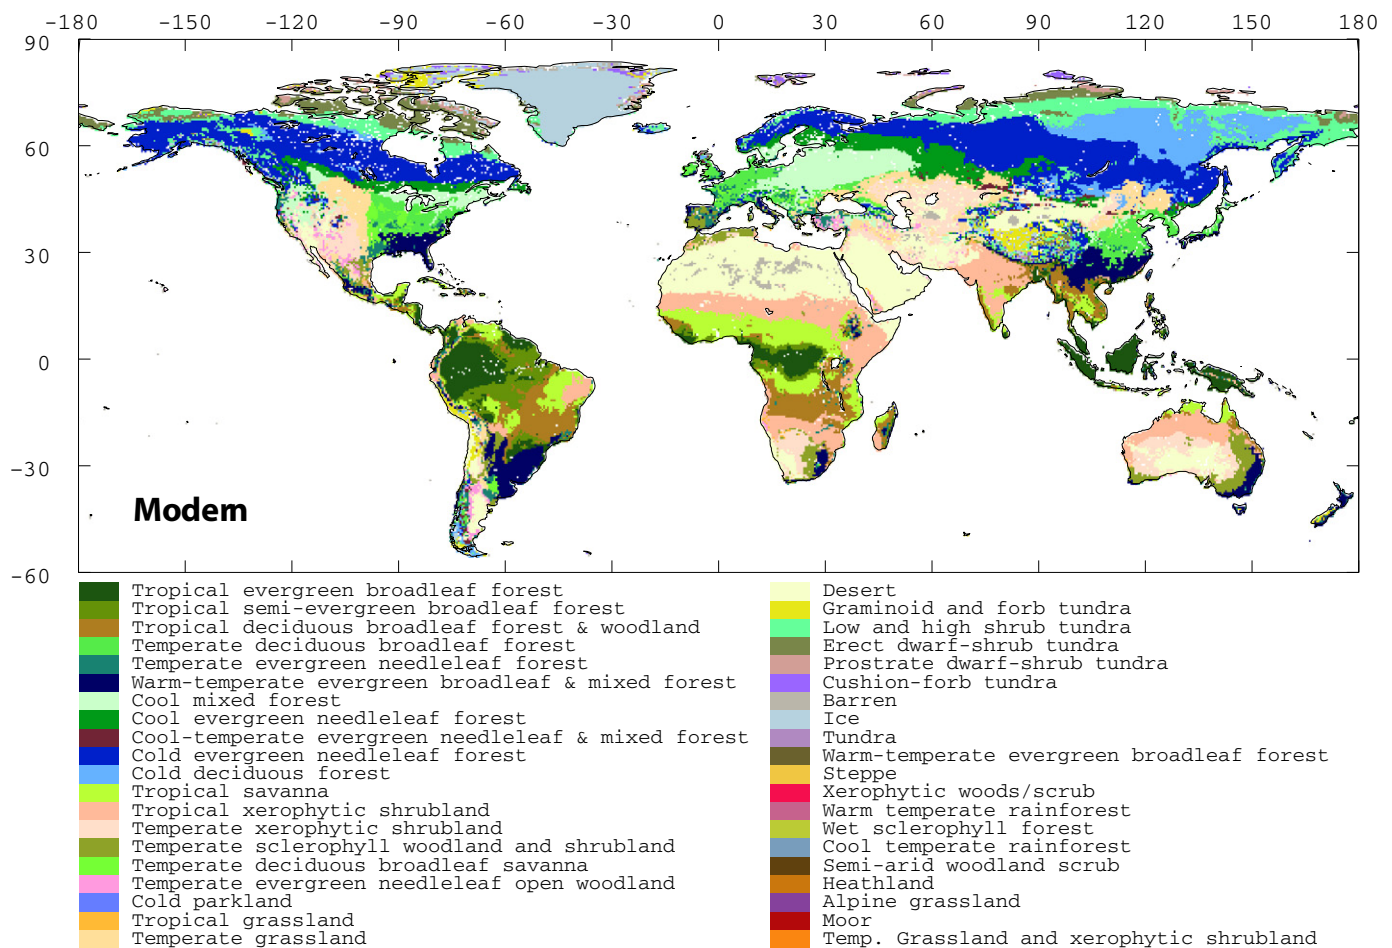 -180 -150 -120 -90 -60 -30 0 30 60 90 120 150 180
90
60
30
0
-30
-60
Modern
Tropical evergreen broadleaf forest
Tropical semi-evergreen broadleaf forest
Tropical deciduous broadleaf forest & woodland
Temperate deciduous broadleaf forest
Temperate evergreen needleleaf forest
Warm-temperate evergreen broadleaf & mixed forest
Cool mixed forest
Cool evergreen needleleaf forest
Cool-temperate evergreen needleleaf & mixed forest
Cold evergreen needleleaf forest
Cold deciduous forest
Tropical savanna
Tropical xerophytic shrubland
Temperate xerophytic shrubland
Temperate sclerophyll woodland and shrubland
Temperate deciduous broadleaf savanna
Temperate evergreen needleleaf open woodland
Cold parkland
Tropical grassland
Temperate grassland
Desert
Graminoid and forb tundra
Low and high shrub tundra
Erect dwarf-shrub tundra
Prostrate dwarf-shrub tundra
Cushion-forb tundra
Barren
Ice
Tundra
Warm-temperate evergreen broadleaf forest
Steppe
Xerophytic woods/scrub
Warm temperate rainforest
Wet sclerophyll forest
Cool temperate rainforest
Semi-arid woodland scrub
Heathland
Alpine grassland
Moor
Temp. Grassland and xerophytic shrubland